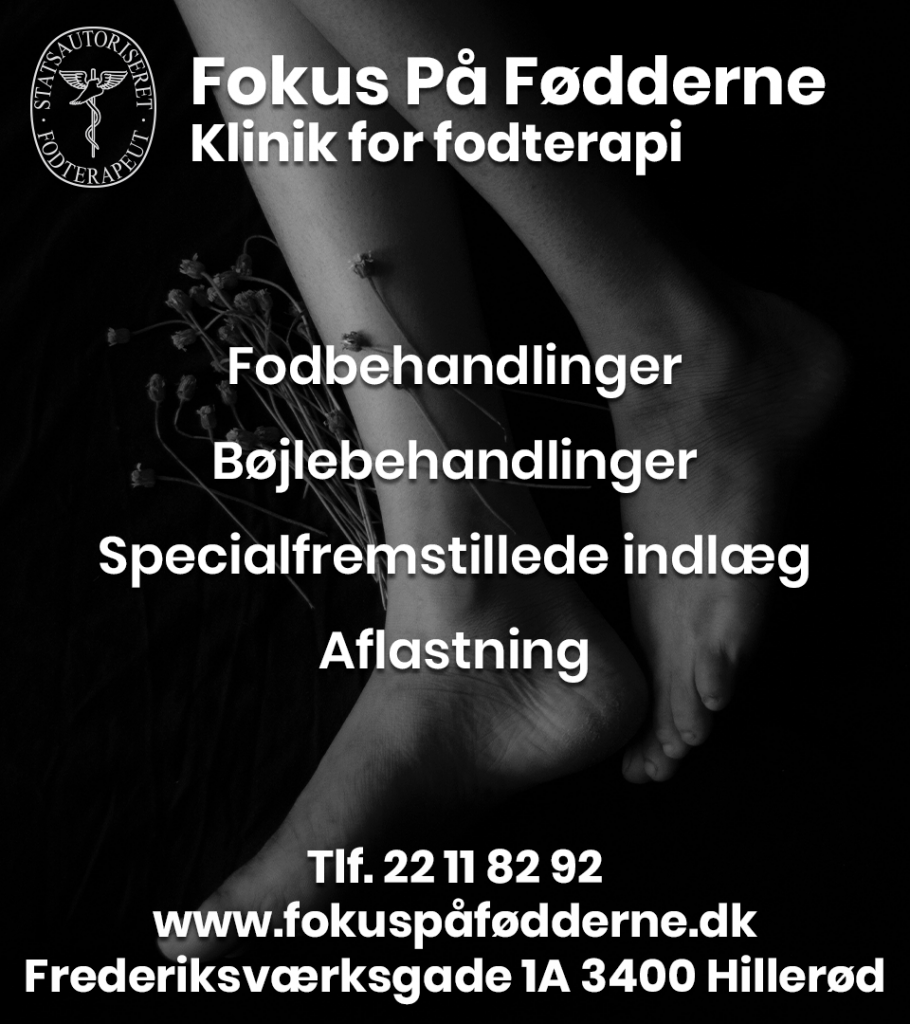 STATSAUTORISERET
FODTERAPEUT
Fokus På Fødderne
Klinik for fodterapi
Fodbehandlinger
Bøjlebehandlinger
Specialfremstillede indlæg
Aflastning
Tlf. 22 11 82 92
www.fokuspåfødderne.dk
Frederiksværksgade 1A 3400 Hillerød